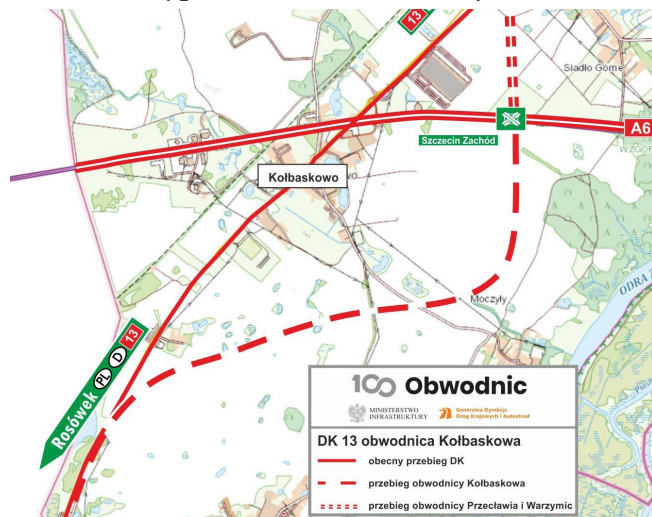 13
Siadło Górne
A6
Szczecin Zachód
Kołbaskowo
Moczyły
13
D
PL
Rosówek
100 Obwodnic
MINISTERSTWO
INFRASTRUKTURY
Generalna Dyrekcja
Dróg Krajowych i Autostrad
DK 13 obwodnica Kołbaskowa
obecny przebieg DK
przebieg obwodnicy Kołbaskowa
przebieg obwodnicy Przecławia i Warzymic